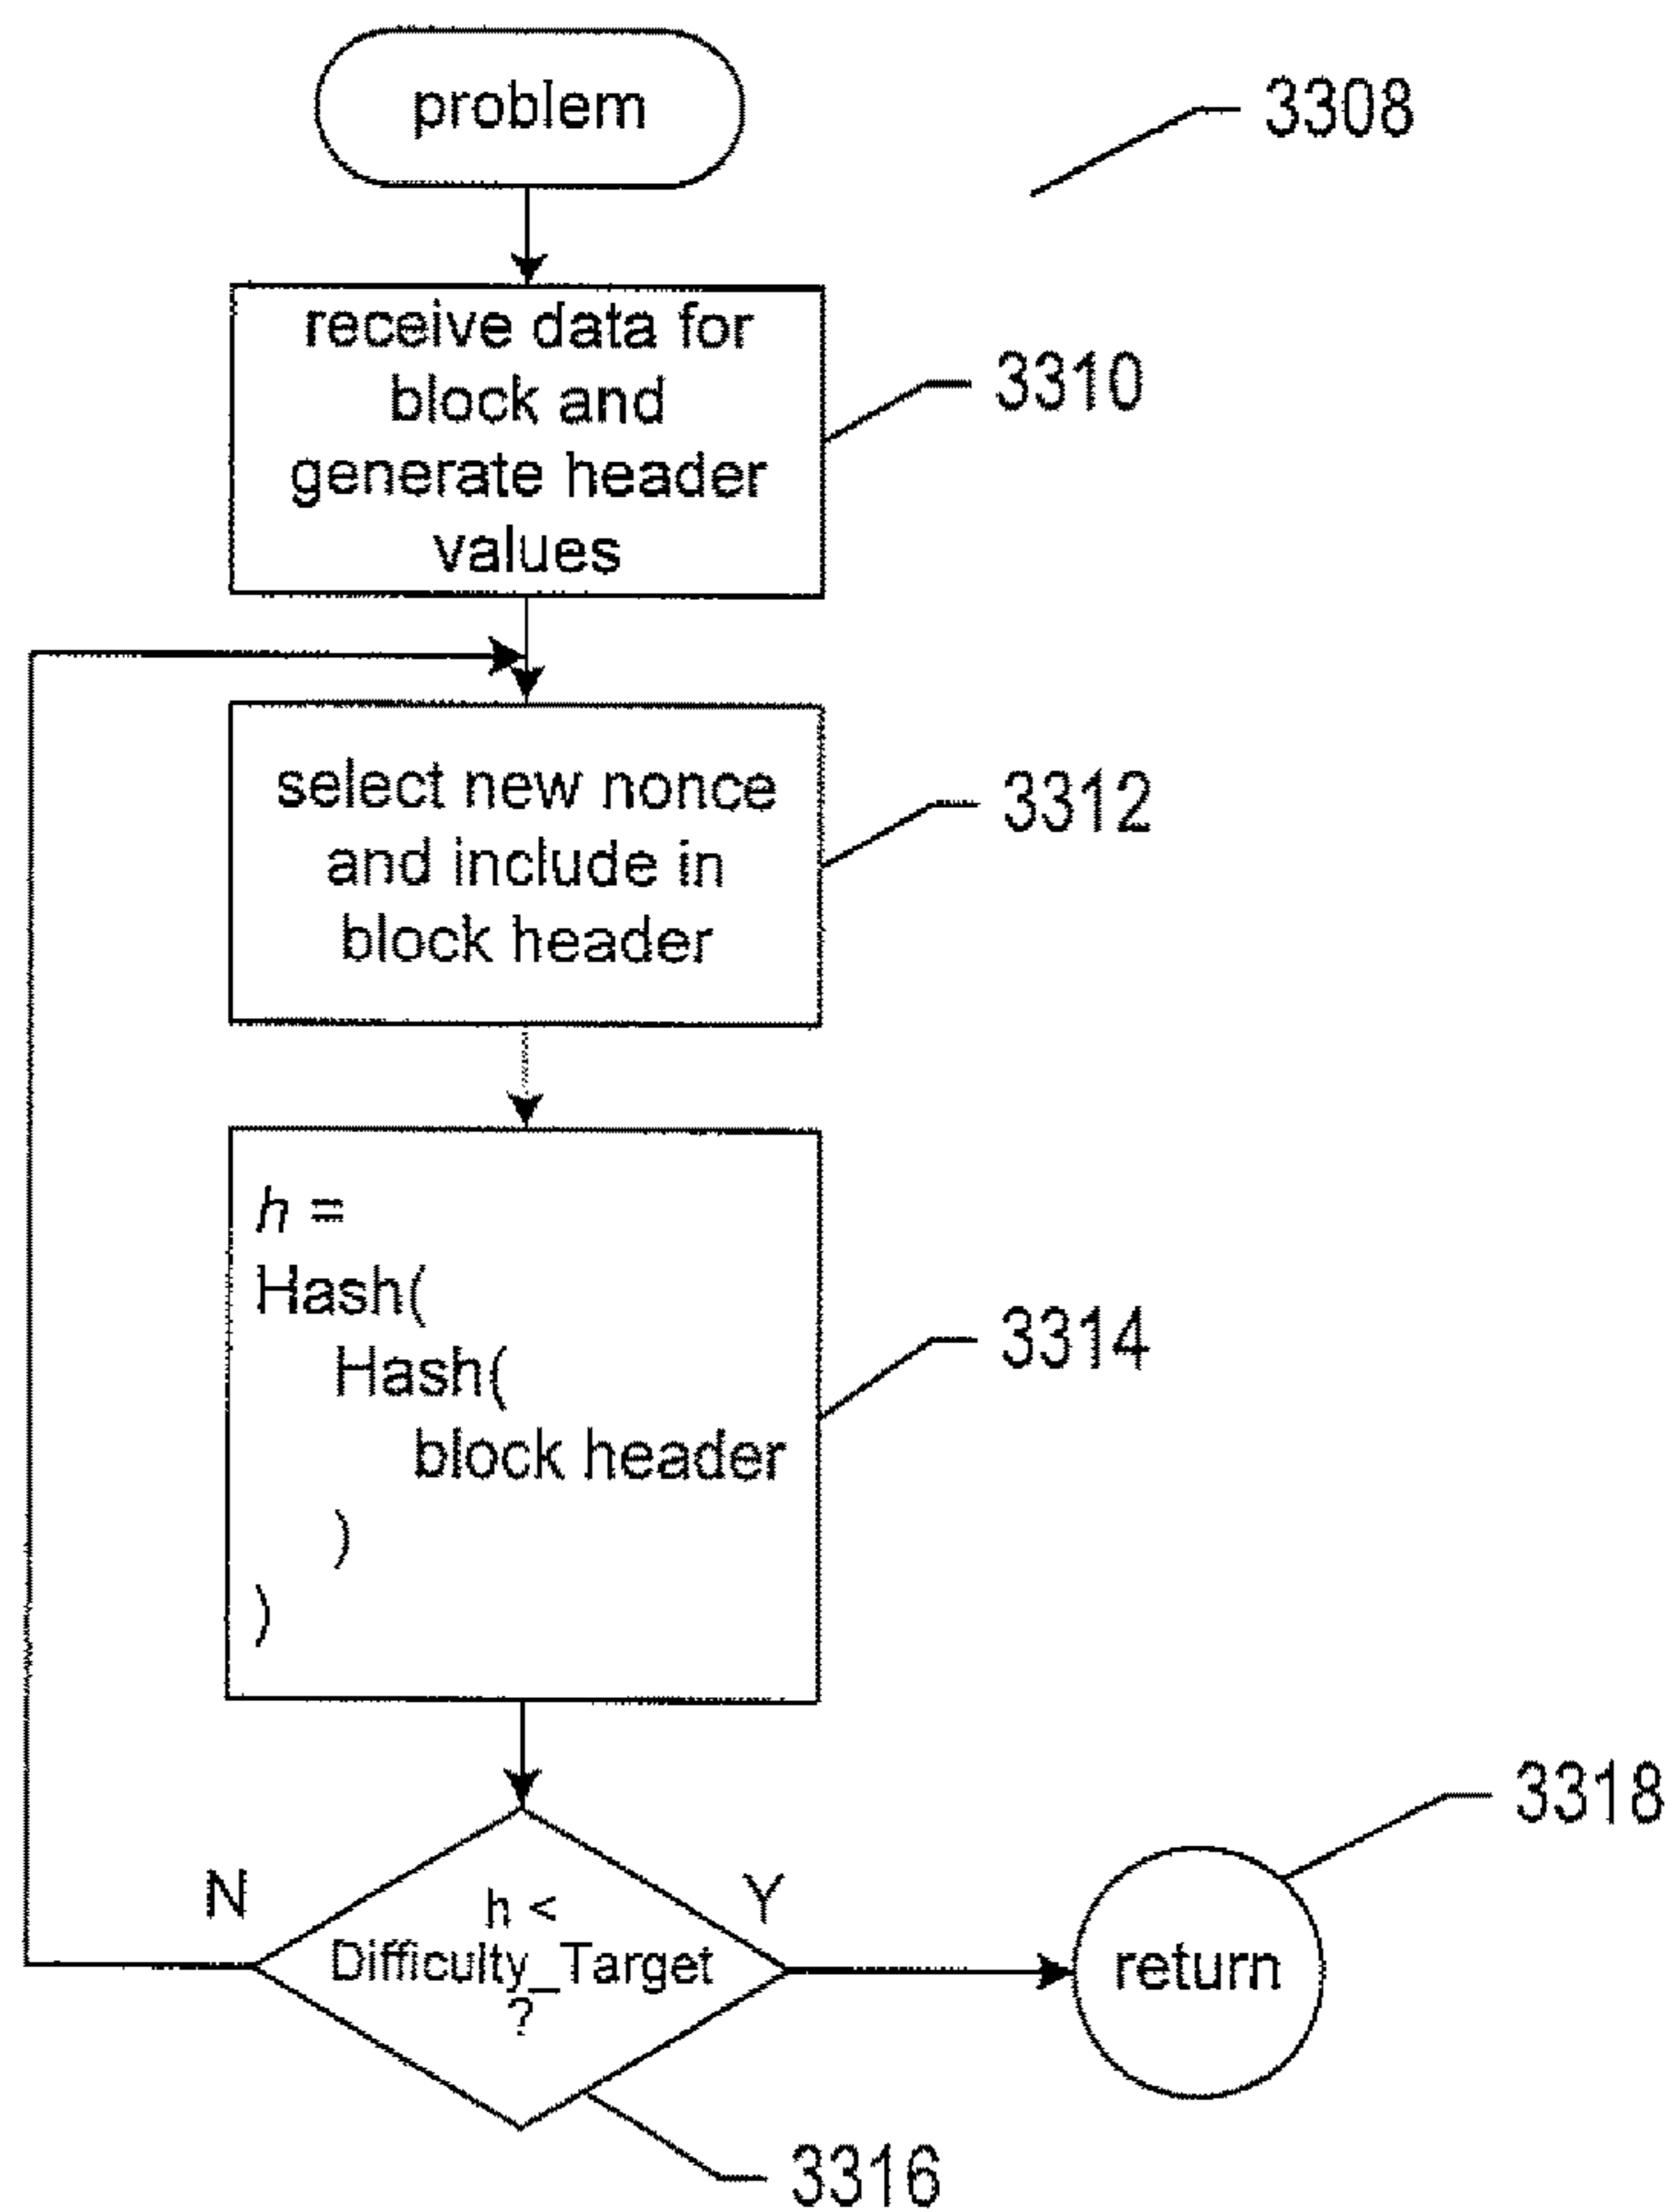 problem
3308
receive data for
block and
generate header
values
3310
select new nonce
and include in
block header
3312
h =
Hash(
Hash(
block header
)
)
3314
N
h <
Difficulty_Target
?
Y
3316
return
3318